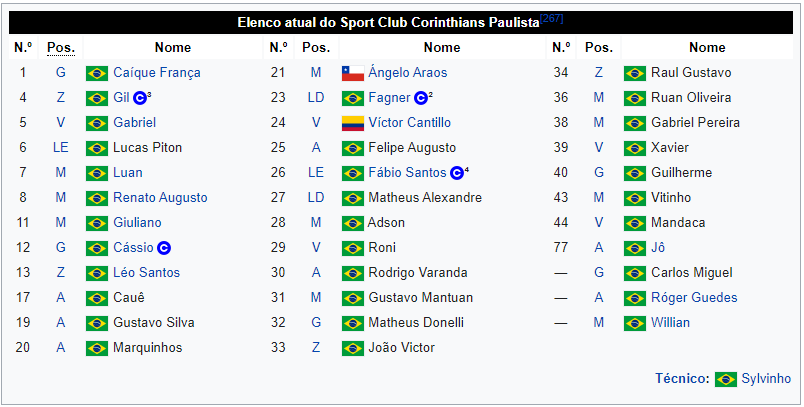 Elenco atual do Sport Club Corinthians Paulista[267]
N.º Pos. Nome N.º Pos. Nome N.º Pos. Nome
1 G Caíque França 21 M Ángelo Araos 34 Z Raul Gustavo
4 Z Gil C³ 23 LD Fagner C² 36 M Ruan Oliveira
5 V Gabriel 24 V Víctor Cantillo 38 M Gabriel Pereira
6 LE Lucas Piton 25 A Felipe Augusto 39 V Xavier
7 M Luan 26 LE Fábio Santos C⁴ 40 G Guilherme
8 M Renato Augusto 27 LD Matheus Alexandre 43 M Vitinho
11 M Giuliano 28 M Adson 44 V Mandaca
12 G Cássio C 29 V Roni 77 A Jô
13 Z Léo Santos 30 A Rodrigo Varanda — G Carlos Miguel
17 A Cauê 31 M Gustavo Mantuan — A Róger Guedes
19 A Gustavo Silva 32 G Matheus Donelli — M Willian
20 A Marquinhos 33 Z João Victor
Técnico: Sylvinho